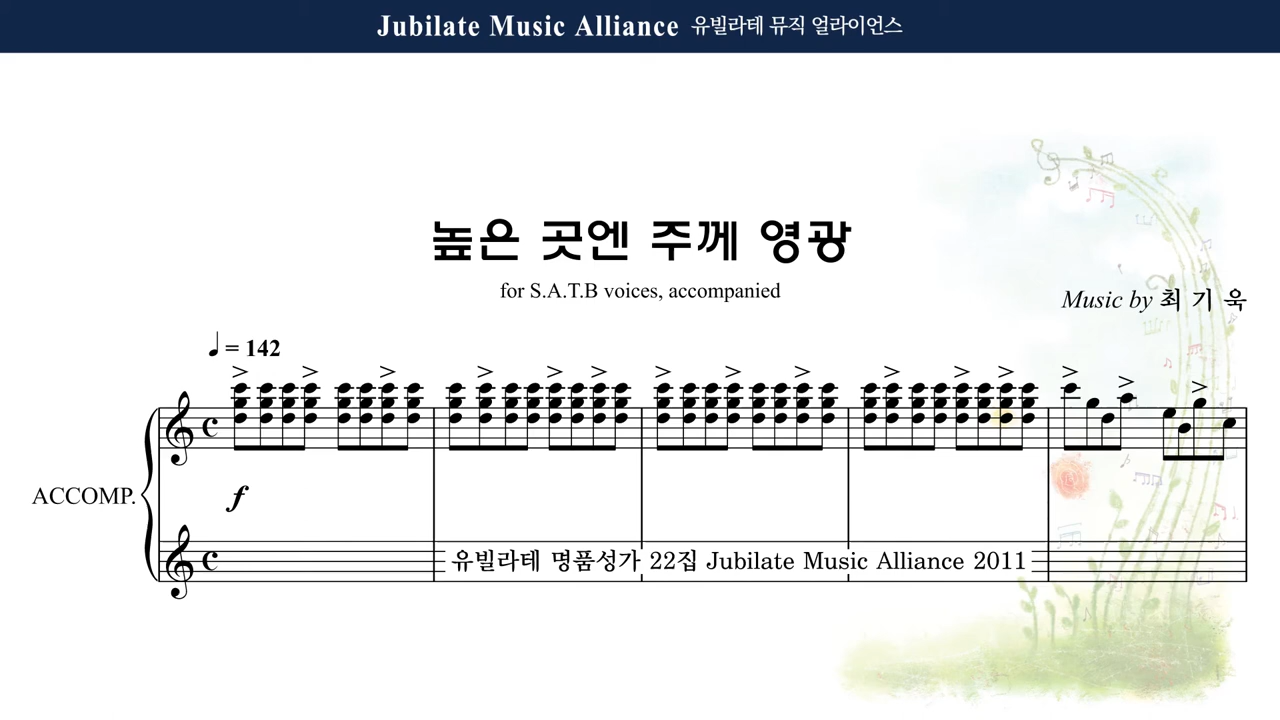 Jubilate Music Alliance 유빌라테 뮤직 얼라이언스
높은 곳엔 주께 영광
for S.A.T.B voices, accompanied
Music by 최 기 욱
♩ = 142
f
ACCOMP.
유빌라테 명품성가 22집 Jubilate Music Alliance 2011